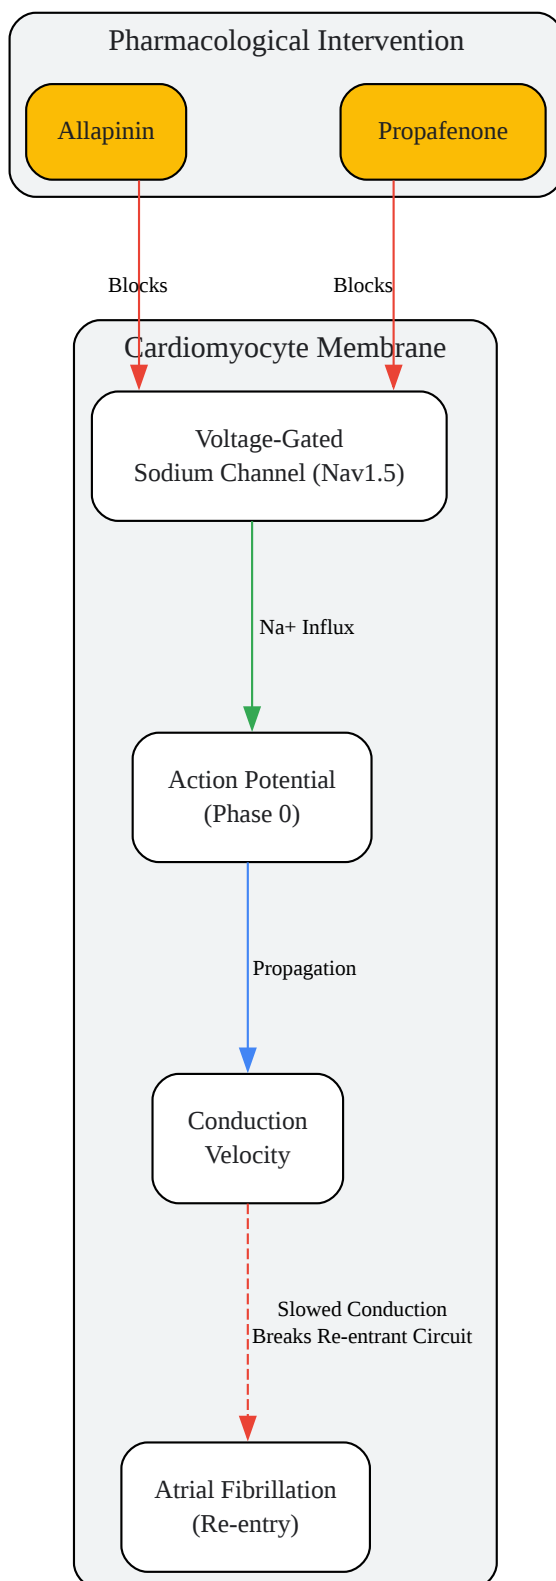 Pharmacological Intervention
Allapinin
Propafenone
Blocks
Blocks
Cardiomyocyte Membrane
Voltage-Gated
Sodium Channel (Nav1.5)
Na+ Influx
Action Potential
(Phase 0)
Propagation
Conduction
Velocity
Slowed Conduction
Breaks Re-entrant Circuit
Atrial Fibrillation
(Re-entry)